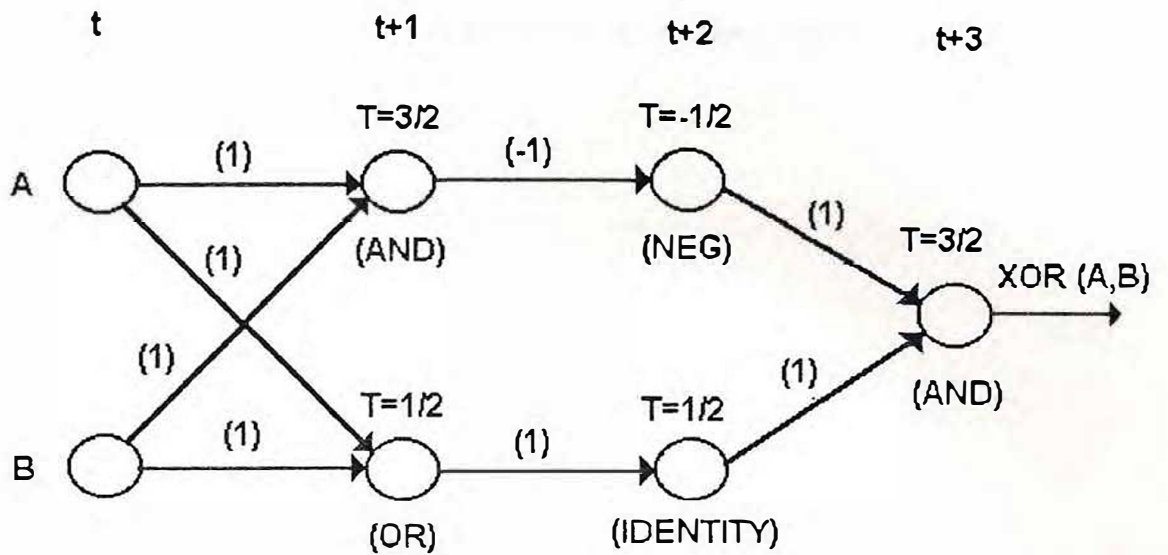 t
t+1
t+2
t+3
T=3/2
T=-1/2
A
(1)
(-1)
(1)
(AND)
(NEG)
T=3/2
XOR (A,B)
(1)
(1)
(1)
(AND)
T=1/2
T=1/2
B
(1)
(1)
(OR)
(IDENTITY)